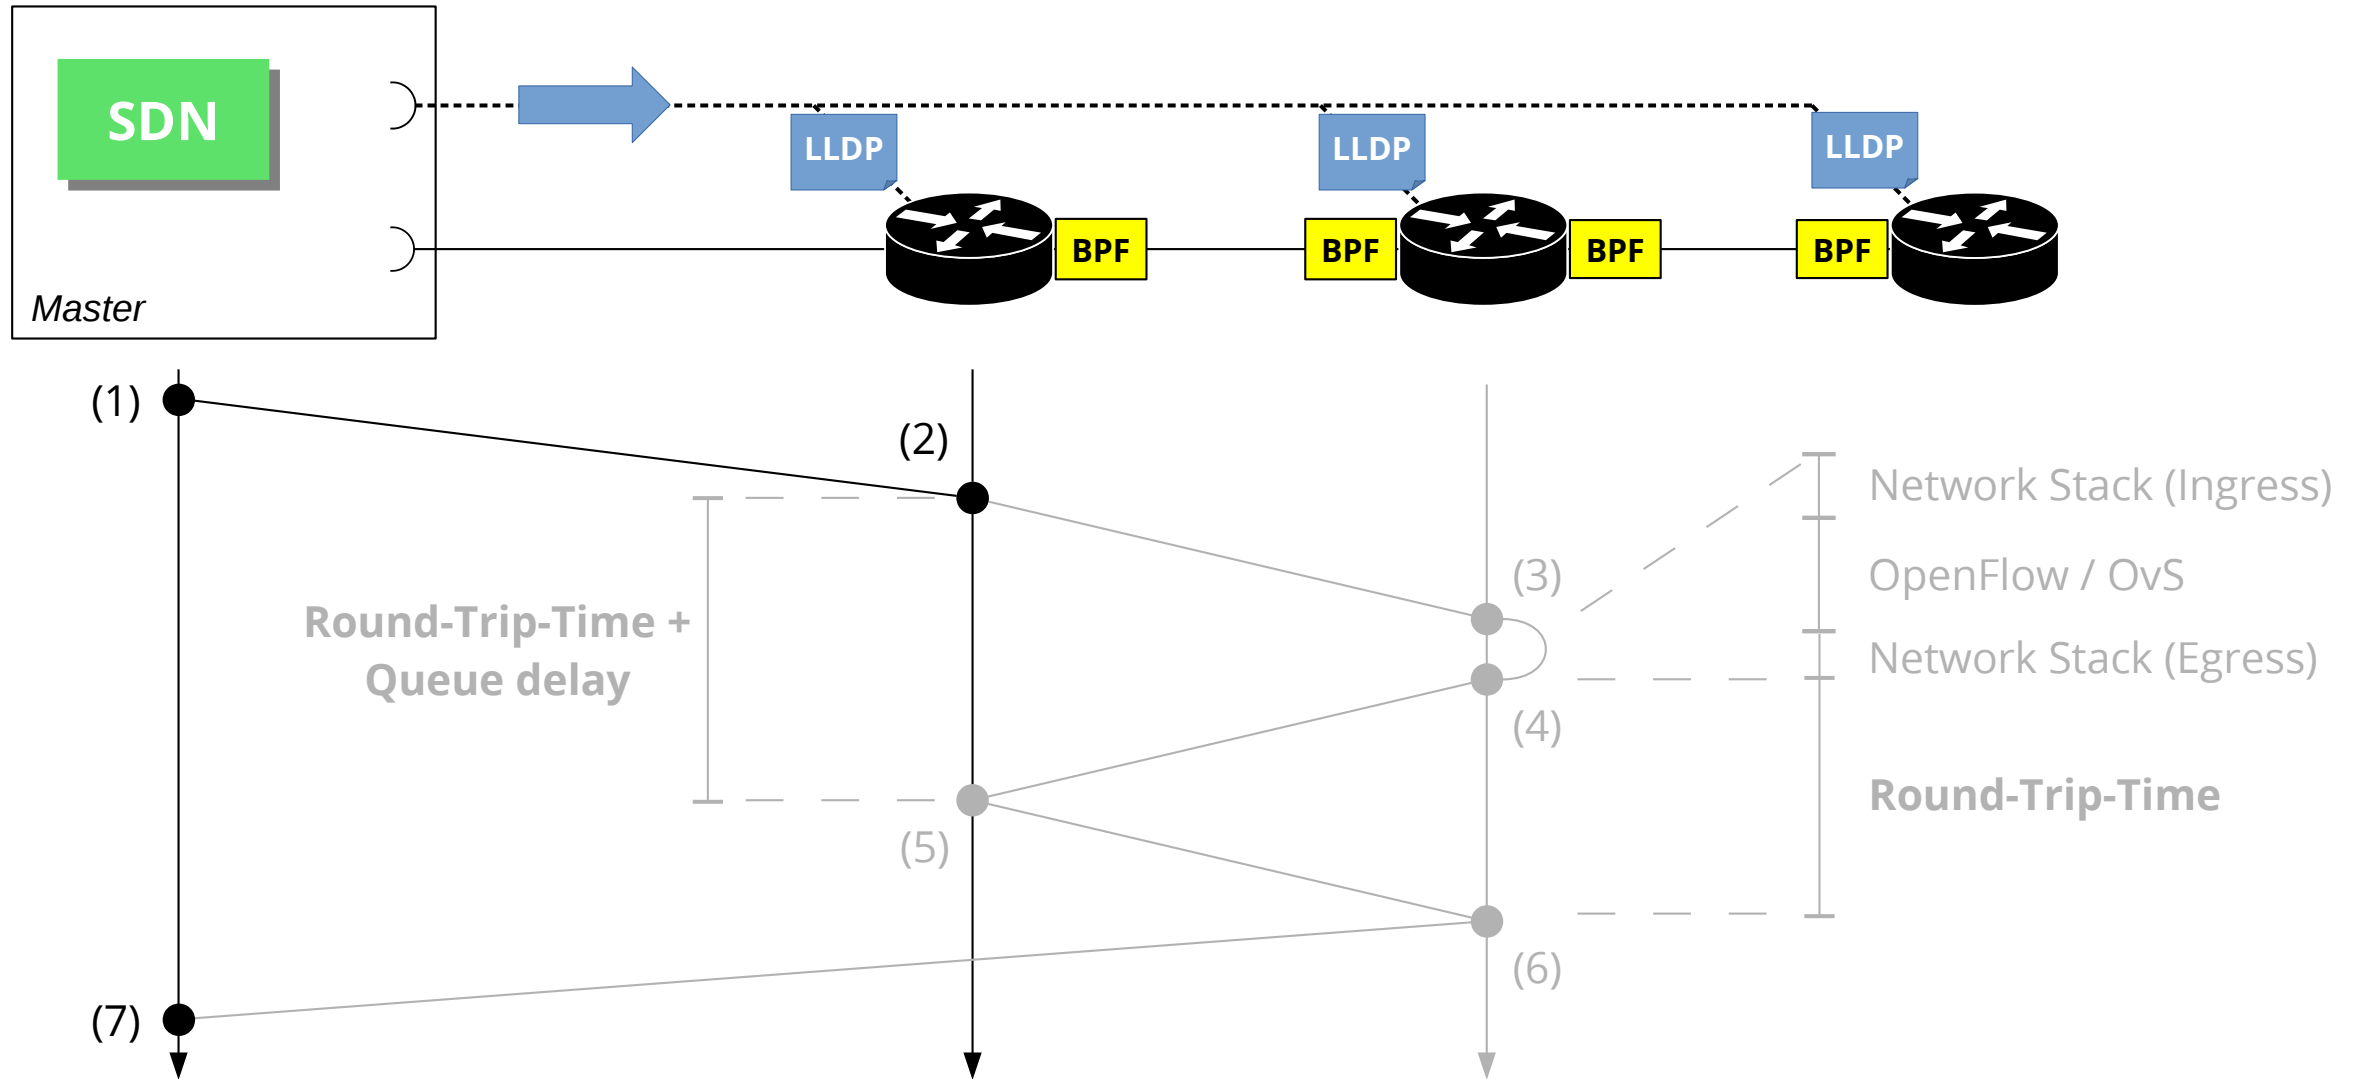 SDN
Master
LLDP
LLDP
LLDP
BPF
BPF
BPF
BPF
(1)
(2)
(3)
(4)
(5)
(6)
(7)
Round-Trip-Time +
Queue delay
Network Stack (Ingress)
OpenFlow / OvS
Network Stack (Egress)
Round-Trip-Time